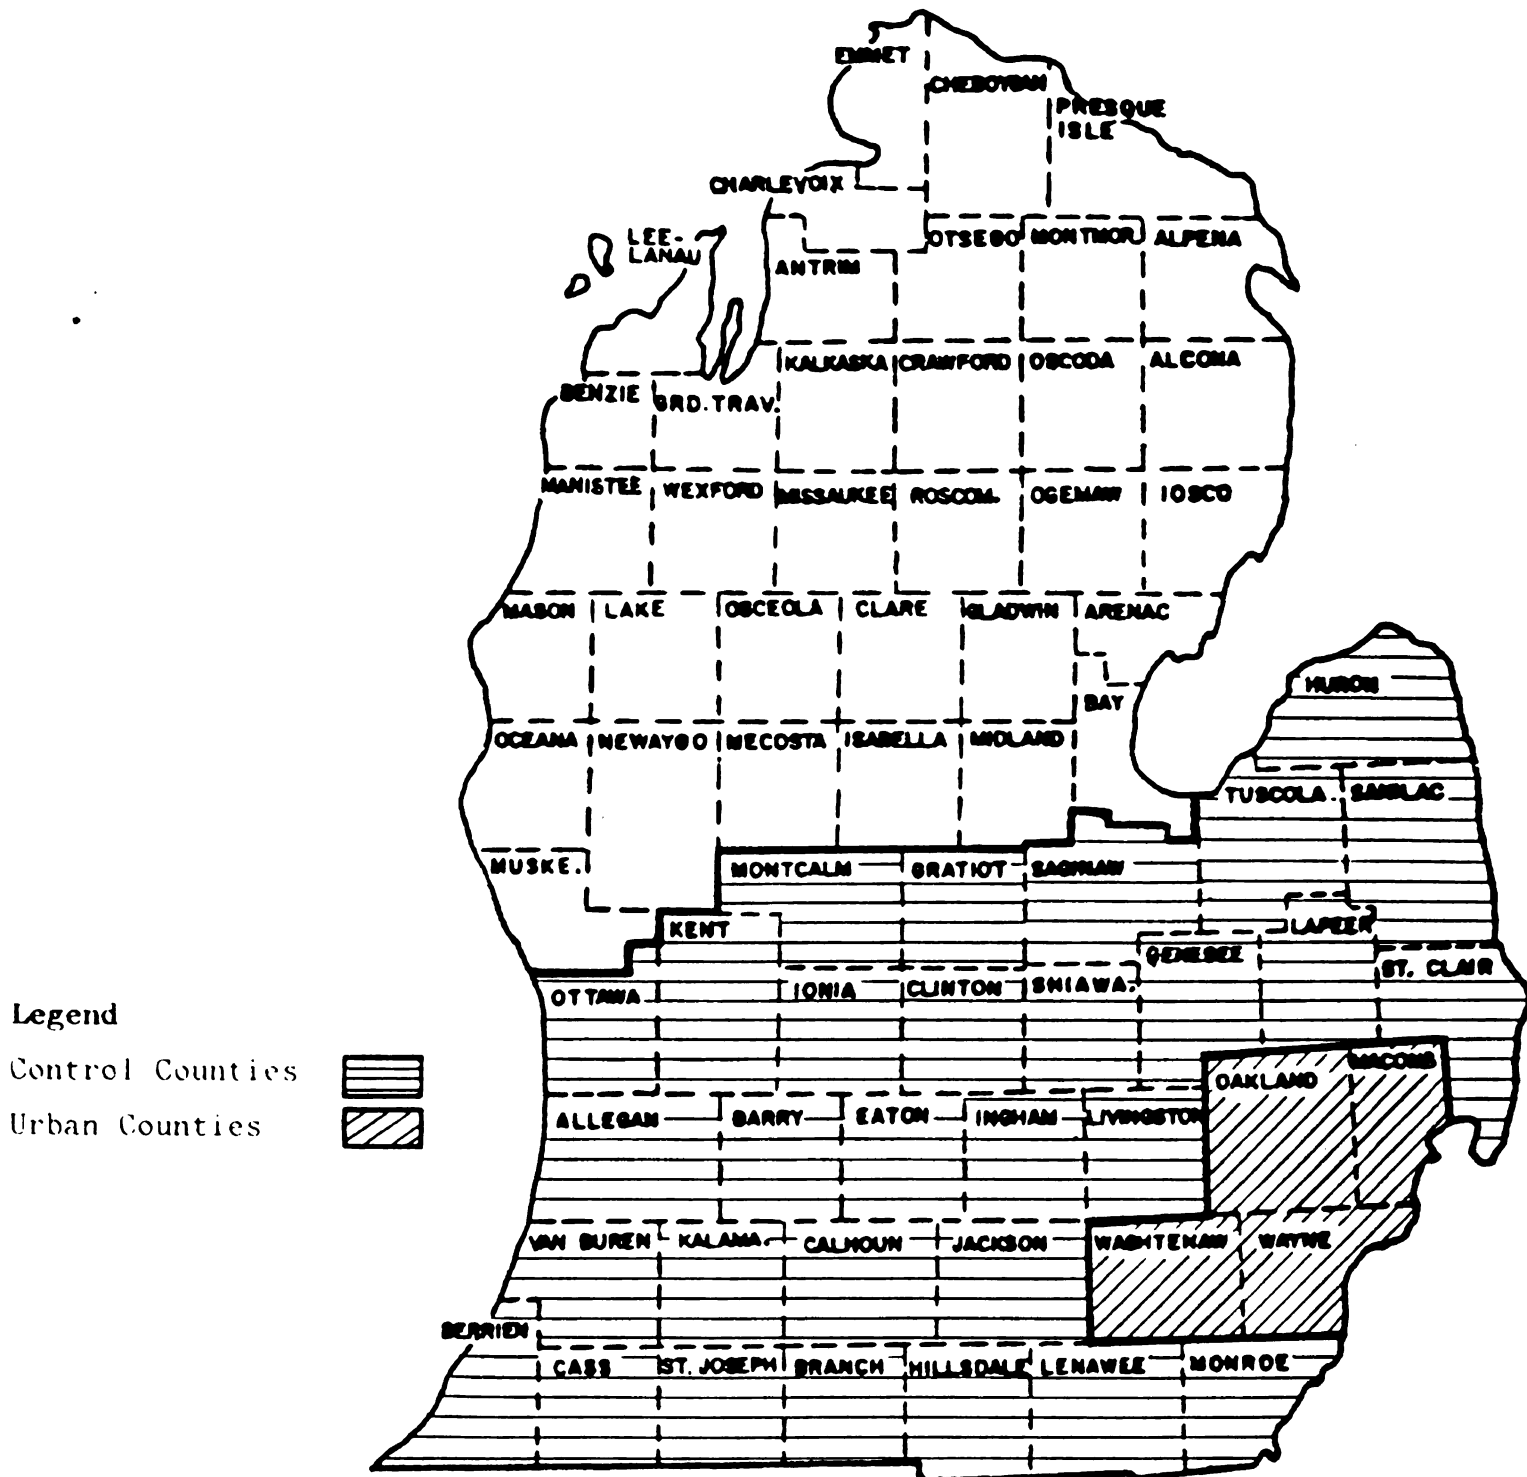 EMMET
CHEBOYGAN
PRESQUE
ISLE
CHARLEVOIX
LEE-
LANAU
ANTRIM
OTSEGO MONTMOR. ALPENA
KALKASKA CRAWFORD OSCODA ALCONA
BENZIE GRD. TRAV.
MANISTEE WEXFORD MISSAUKEE ROSCOM. OGEMAW IOSCO
MASON LAKE OSCEOLA CLARE GLADWIN ARENAC
HURON
BAY
OCEANA NEWAYGO MECOSTA ISABELLA MIDLAND
TUSCOLA SANILAC
MUSKE. MONTCALM GRATIOT SAGINAW
KENT LAPEER
GENESEE
ST. CLAIR
OTTAWA IONIA CLINTON SHIAWA.
Legend
Control Counties
Urban Counties
OAKLAND MACOMB
ALLEGAN BARRY EATON INGHAM LIVINGSTON
VAN BUREN KALAMA. CALHOUN JACKSON WASHTENAW WAYNE
BERRIEN
CASS ST. JOSEPH BRANCH HILLSDALE LENAWEE MONROE